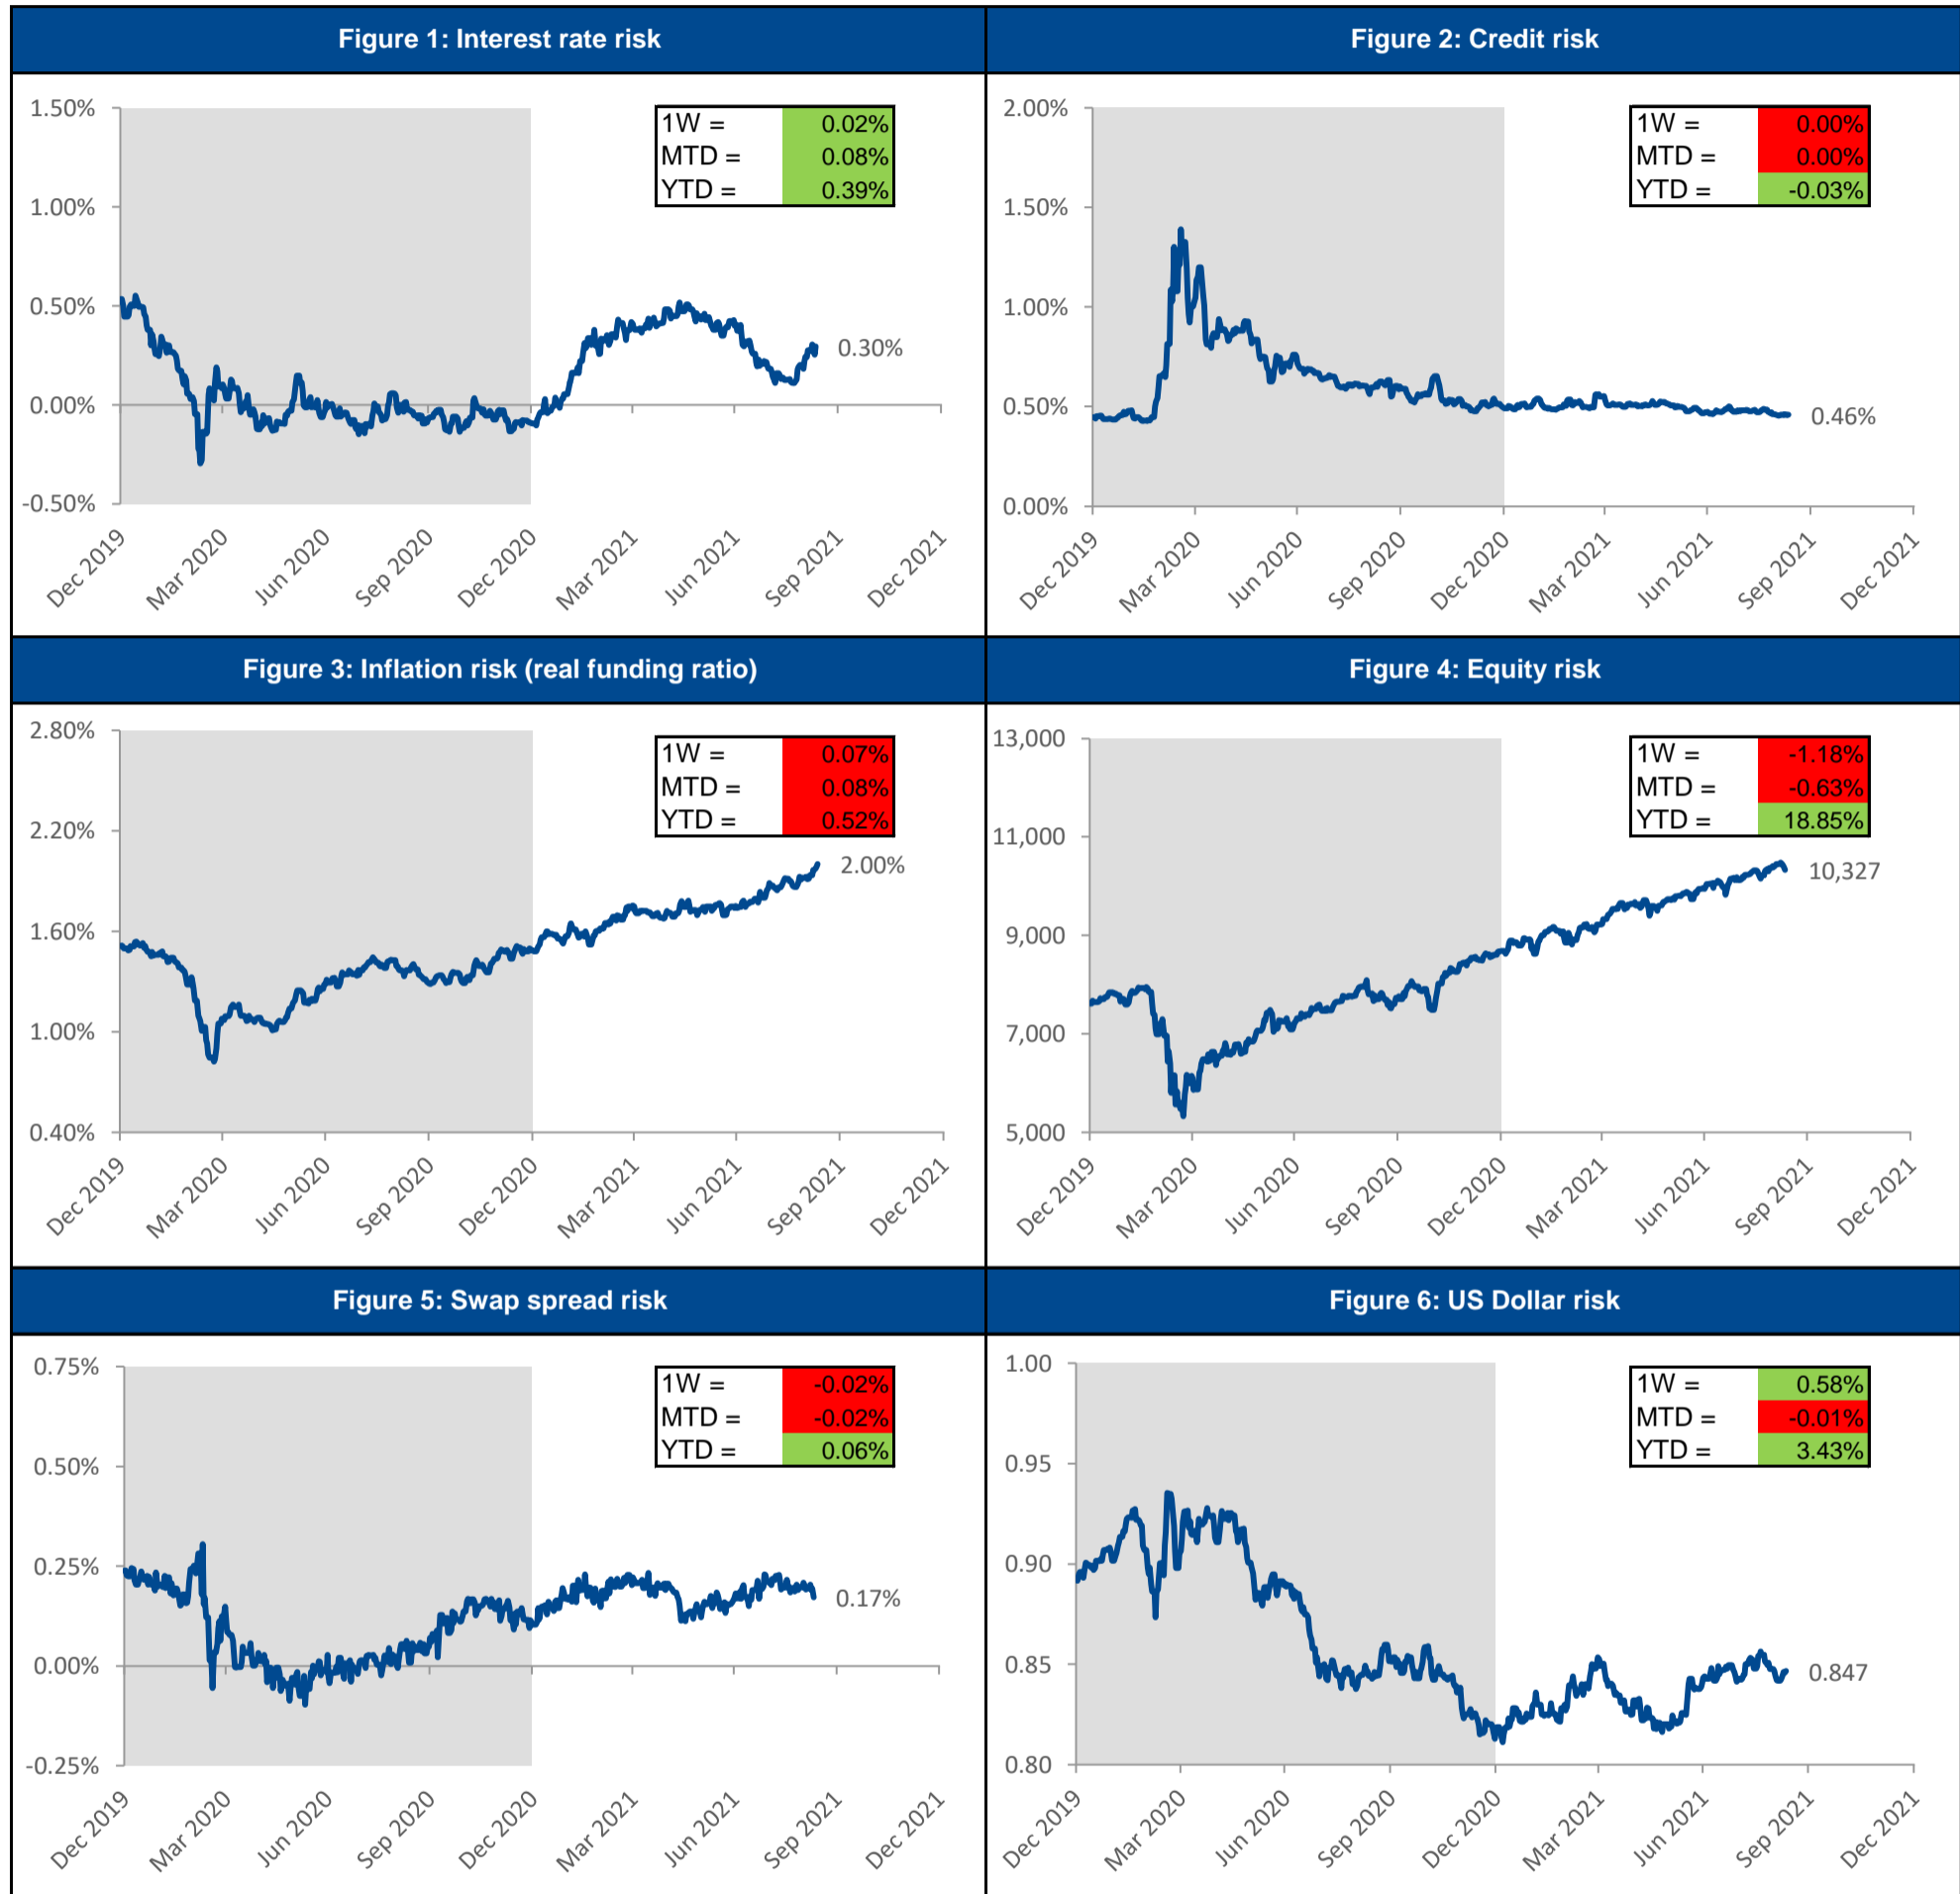 Figure 1: Interest rate risk
1.50%
1.00%
0.50%
0.00%
-0.50%
1W = 0.02%
MTD = 0.08%
YTD = 0.39%
0.30%
Dec 2019 Mar 2020 Jun 2020 Sep 2020 Dec 2020 Mar 2021 Jun 2021 Sep 2021 Dec 2021
Figure 2: Credit risk
2.00%
1.50%
1.00%
0.50%
0.00%
1W = 0.00%
MTD = 0.00%
YTD = -0.03%
0.46%
Dec 2019 Mar 2020 Jun 2020 Sep 2020 Dec 2020 Mar 2021 Jun 2021 Sep 2021 Dec 2021
Figure 3: Inflation risk (real funding ratio)
2.80%
2.20%
1.60%
1.00%
0.40%
1W = 0.07%
MTD = 0.08%
YTD = 0.52%
2.00%
Dec 2019 Mar 2020 Jun 2020 Sep 2020 Dec 2020 Mar 2021 Jun 2021 Sep 2021 Dec 2021
Figure 4: Equity risk
13,000
11,000
9,000
7,000
5,000
1W = -1.18%
MTD = -0.63%
YTD = 18.85%
10,327
Dec 2019 Mar 2020 Jun 2020 Sep 2020 Dec 2020 Mar 2021 Jun 2021 Sep 2021 Dec 2021
Figure 5: Swap spread risk
0.75%
0.50%
0.25%
0.00%
-0.25%
1W = -0.02%
MTD = -0.02%
YTD = 0.06%
0.17%
Dec 2019 Mar 2020 Jun 2020 Sep 2020 Dec 2020 Mar 2021 Jun 2021 Sep 2021 Dec 2021
Figure 6: US Dollar risk
1.00
0.95
0.90
0.85
0.80
1W = 0.58%
MTD = -0.01%
YTD = 3.43%
0.847
Dec 2019 Mar 2020 Jun 2020 Sep 2020 Dec 2020 Mar 2021 Jun 2021 Sep 2021 Dec 2021